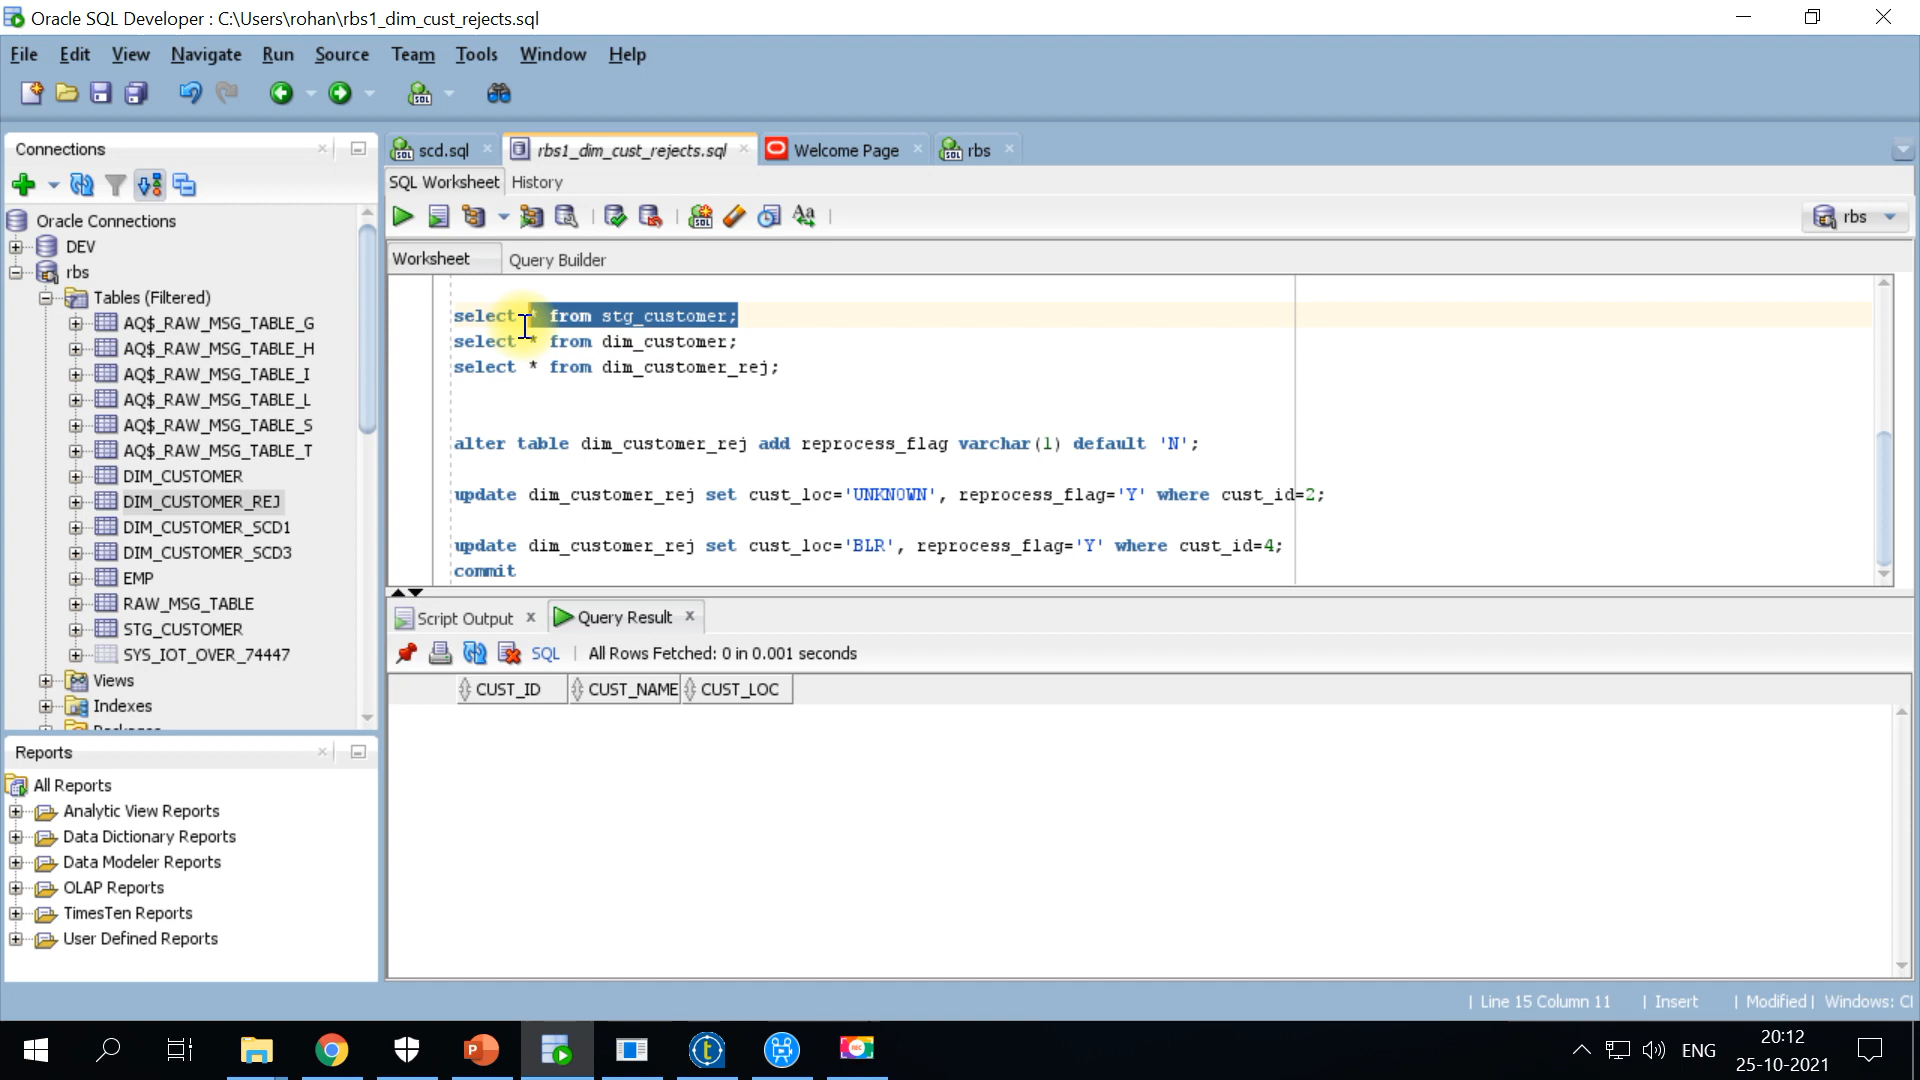 Oracle SQL Developer : C:\Users\rohan\rbs1_dim_cust_rejects.sql
File Edit View Navigate Run Source Team Tools Window Help
Connections
Oracle Connections
DEV
rbs
Tables (Filtered)
AQ$_RAW_MSG_TABLE_G
AQ$_RAW_MSG_TABLE_H
AQ$_RAW_MSG_TABLE_I
AQ$_RAW_MSG_TABLE_L
AQ$_RAW_MSG_TABLE_S
AQ$_RAW_MSG_TABLE_T
DIM_CUSTOMER
DIM_CUSTOMER_REJ
DIM_CUSTOMER_SCD1
DIM_CUSTOMER_SCD3
EMP
RAW_MSG_TABLE
STG_CUSTOMER
SYS_IOT_OVER_74447
Views
Indexes
Reports
All Reports
Analytic View Reports
Data Dictionary Reports
Data Modeler Reports
OLAP Reports
TimesTen Reports
User Defined Reports
scd.sql rbs1_dim_cust_rejects.sql Welcome Page rbs
SQL Worksheet History
rbs
Worksheet Query Builder
select * from stg_customer;
select * from dim_customer;
select * from dim_customer_rej;
alter table dim_customer_rej add reprocess_flag varchar(1) default 'N';
update dim_customer_rej set cust_loc='UNKNOWN', reprocess_flag='Y' where cust_id=2;
update dim_customer_rej set cust_loc='BLR', reprocess_flag='Y' where cust_id=4;
commit
Script Output Query Result
SQL | All Rows Fetched: 0 in 0.001 seconds
CUST_ID CUST_NAME CUST_LOC
| Line 15 Column 11 | Insert | Modified | Windows: Cl
ENG
20:12
25-10-2021